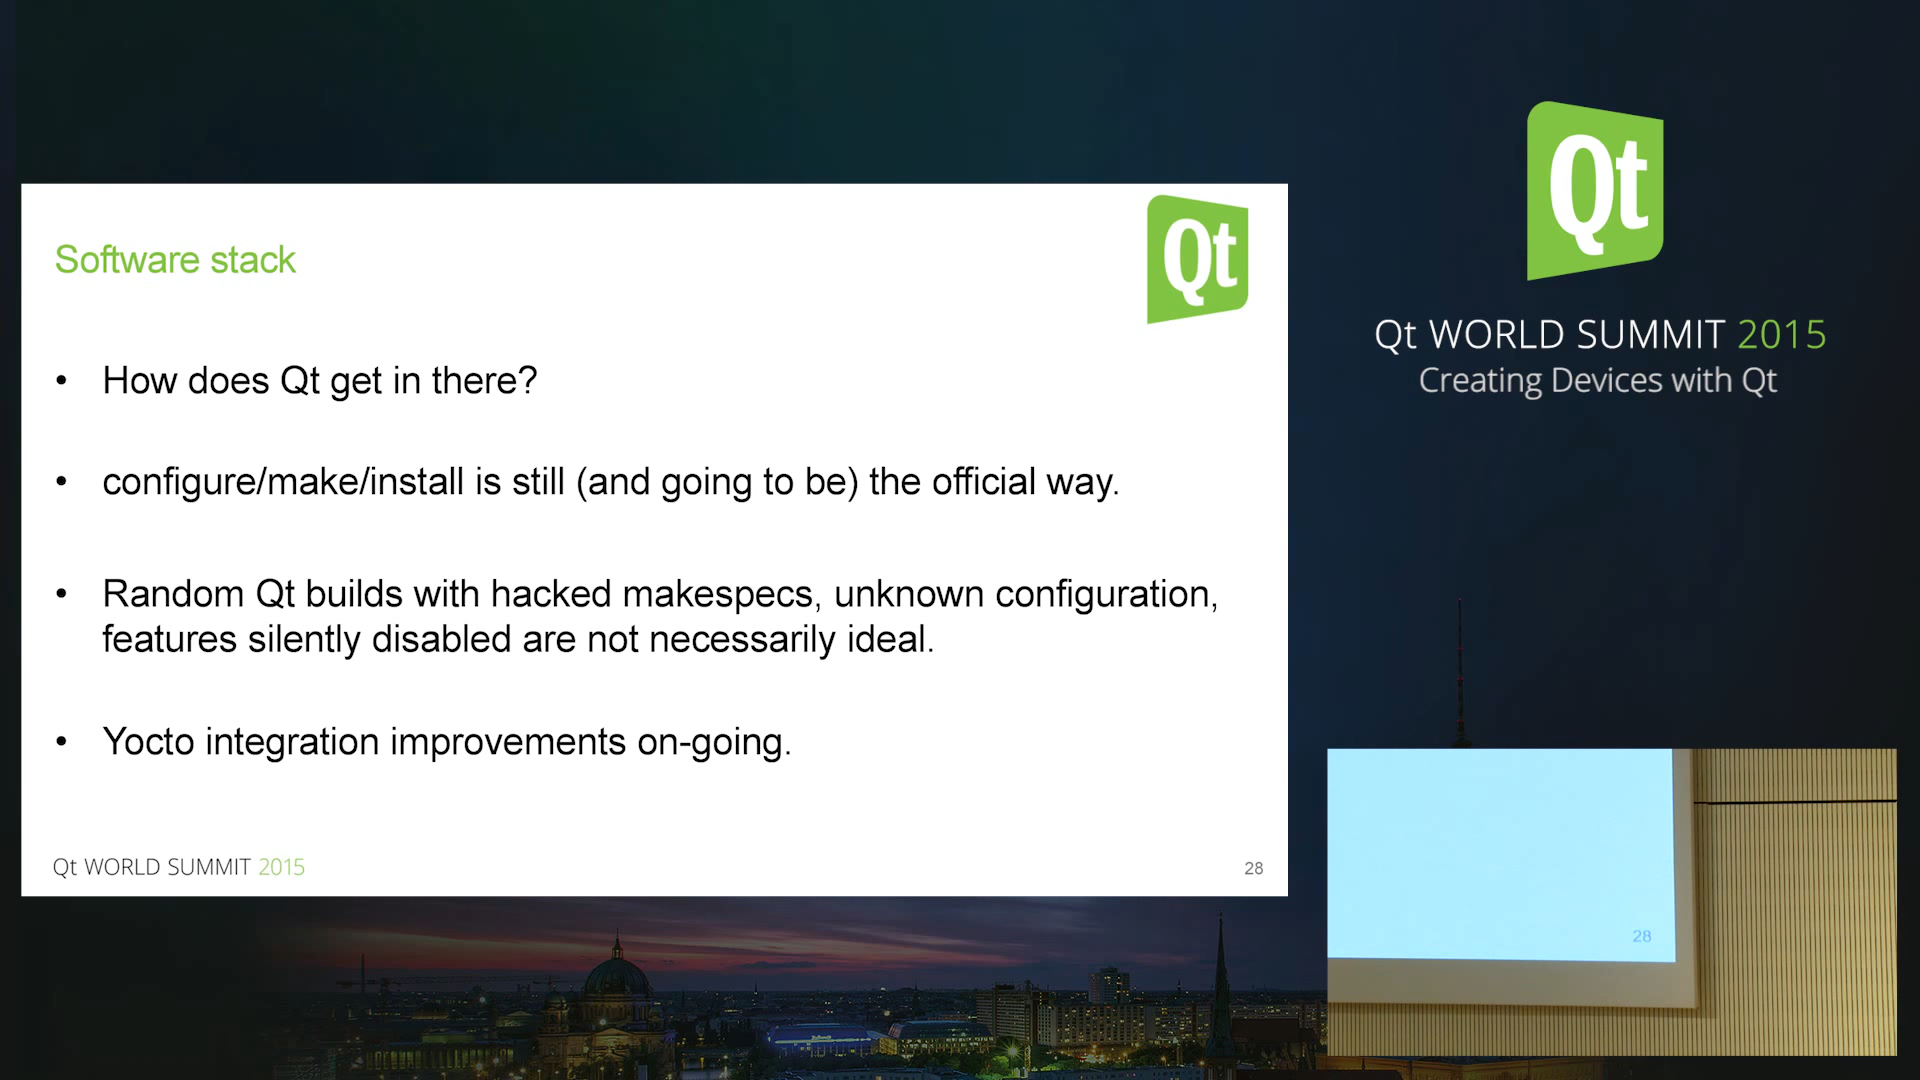 Software stack
Qt
• How does Qt get in there?
• configure/make/install is still (and going to be) the official way.
• Random Qt builds with hacked makespecs, unknown configuration,
features silently disabled are not necessarily ideal.
• Yocto integration improvements on-going.
Qt WORLD SUMMIT 2015
28
Qt
Qt WORLD SUMMIT 2015
Creating Devices with Qt
28